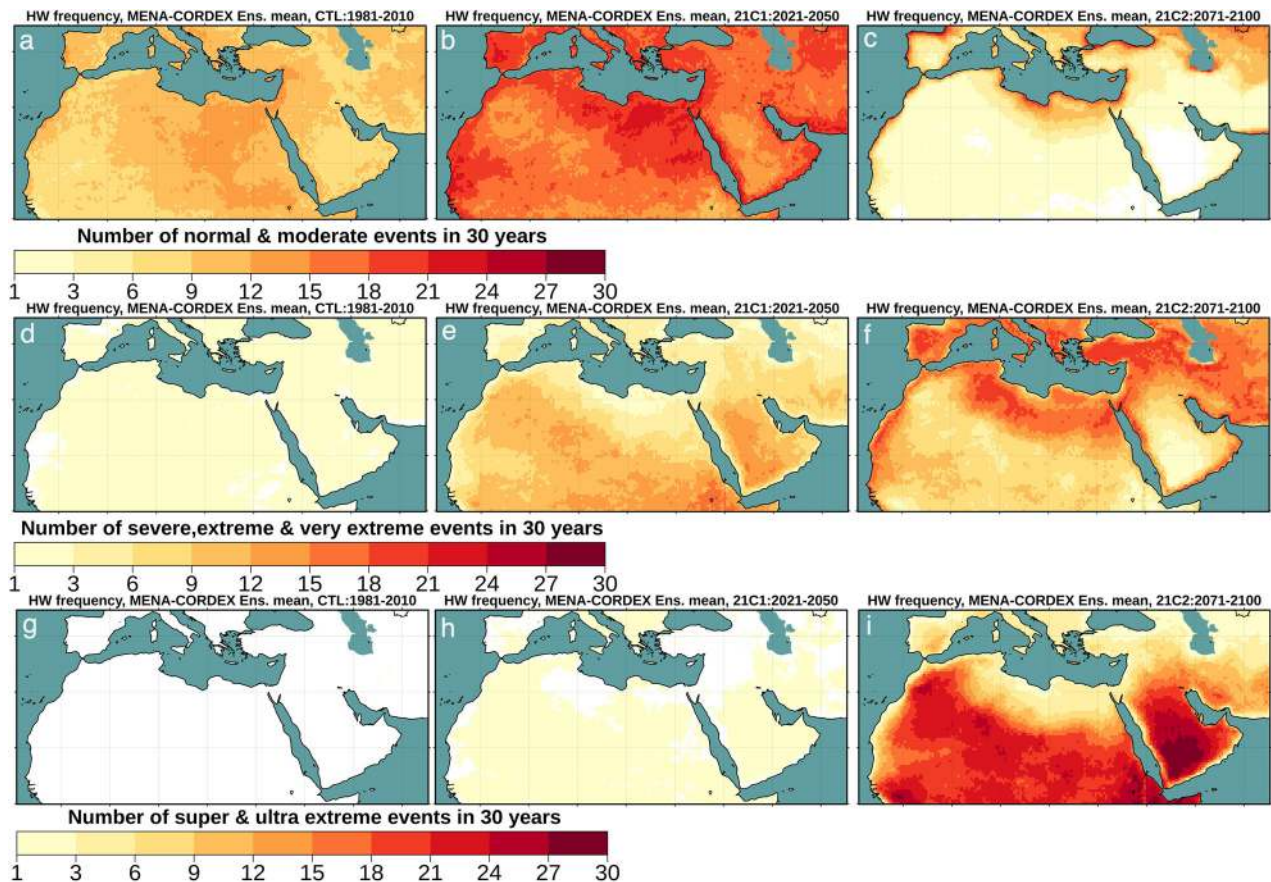 HW frequency, MENA-CORDEX Ens. mean, CTL:1981-2010
HW frequency, MENA-CORDEX Ens. mean, 21C1:2021-2050
HW frequency, MENA-CORDEX Ens. mean, 21C2:2071-2100
a
b
c
Number of normal & moderate events in 30 years
1 3 6 9 12 15 18 21 24 27 30
HW frequency, MENA-CORDEX Ens. mean, CTL:1981-2010
HW frequency, MENA-CORDEX Ens. mean, 21C1:2021-2050
HW frequency, MENA-CORDEX Ens. mean, 21C2:2071-2100
d
e
f
Number of severe,extreme & very extreme events in 30 years
1 3 6 9 12 15 18 21 24 27 30
HW frequency, MENA-CORDEX Ens. mean, CTL:1981-2010
HW frequency, MENA-CORDEX Ens. mean, 21C1:2021-2050
HW frequency, MENA-CORDEX Ens. mean, 21C2:2071-2100
g
h
i
Number of super & ultra extreme events in 30 years
1 3 6 9 12 15 18 21 24 27 30